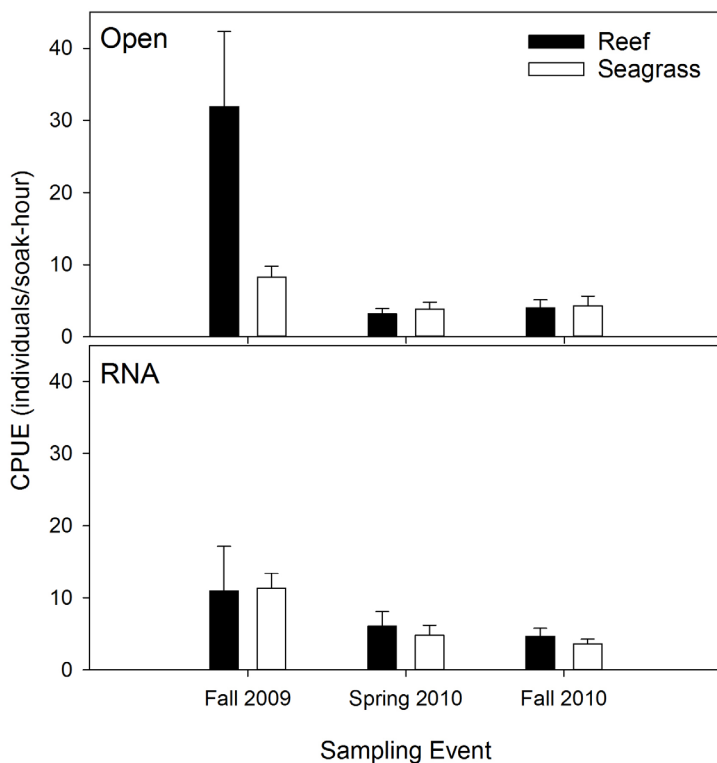 Open
Reef
Seagrass
40
30
20
10
0
CPUE (individuals/soak-hour)
RNA
40
30
20
10
0
Fall 2009 Spring 2010 Fall 2010
Sampling Event